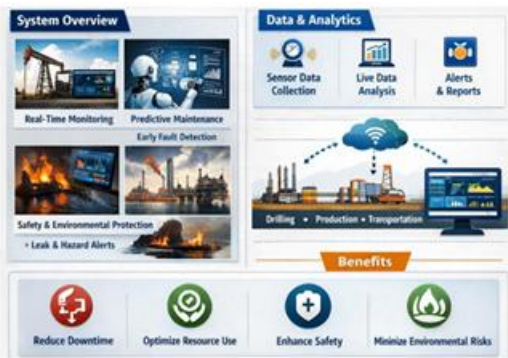 System Overview
Real-Time Monitoring
Predictive Maintenance
Early Fault Detection
Safety & Environmental Protection
• Leak & Hazard Alerts
Data & Analytics
Sensor Data
Collection
Live Data
Analysis
Alerts
& Reports
Drilling • Production • Transportation
Benefits
Reduce Downtime
Optimize Resource Use
Enhance Safety
Minimize Environmental Risks